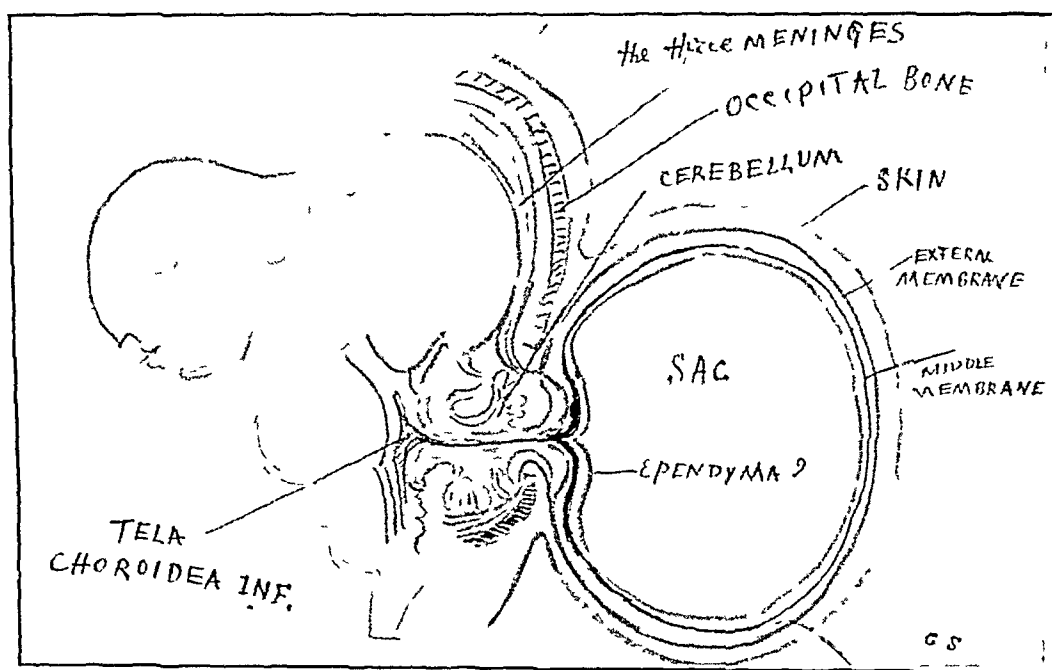 the three MENINGES
OCCIPITAL BONE
CEREBELLUM
SKIN
EXTERNAL
MEMBRANE
SAC
MIDDLE
MEMBRANE
EPENDYMA ?
TELA
CHOROIDEA INF.
G S